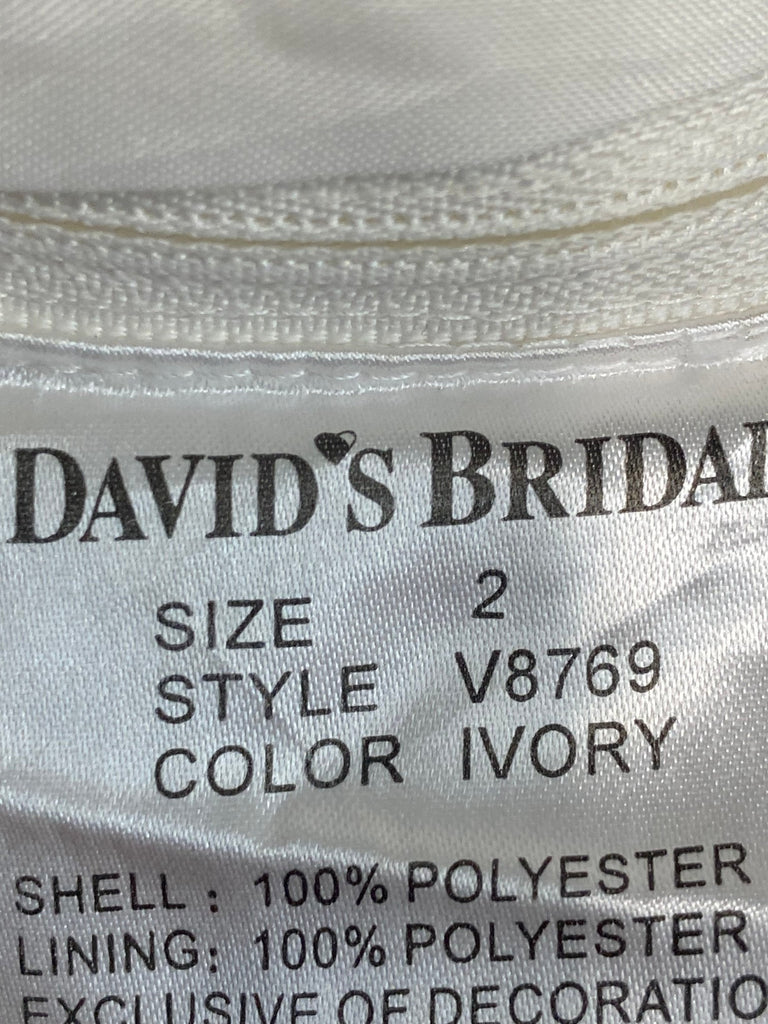 DAVID'S BRIDAL
SIZE 2
STYLE V8769
COLOR IVORY
SHELL : 100% POLYESTER
LINING: 100% POLYESTER
EXCLUSIVE OF DECORATIO